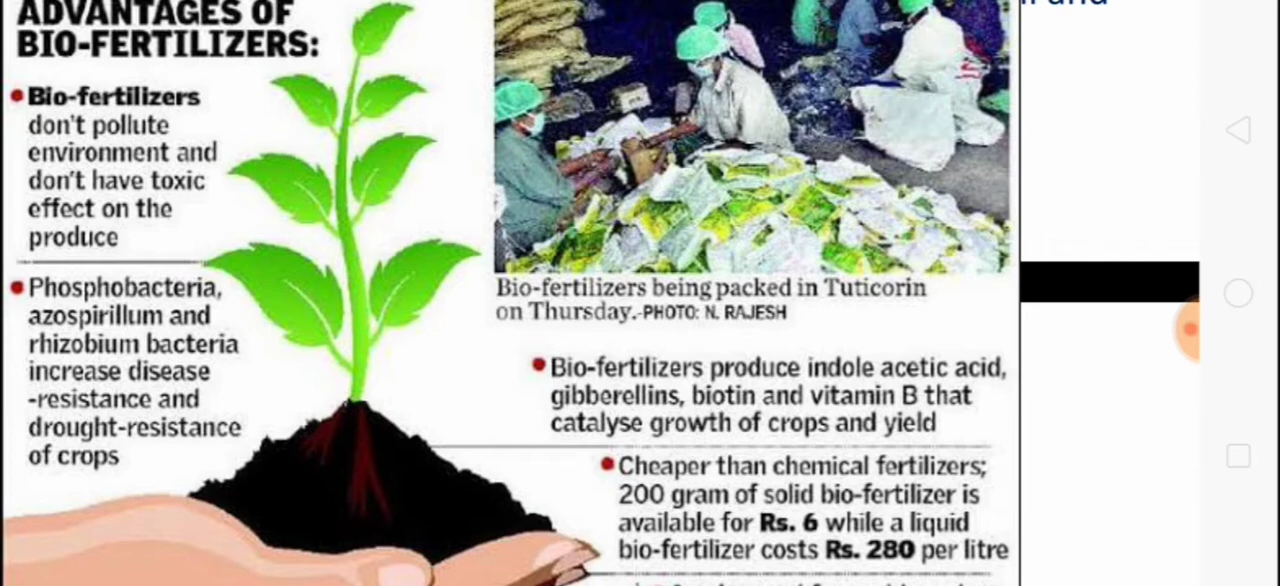 ADVANTAGES OF
BIO-FERTILIZERS:
Bio-fertilizers
don't pollute
environment and
don't have toxic
effect on the
produce
Phosphobacteria,
azospirillum and
rhizobium bacteria
increase disease
-resistance and
drought-resistance
of crops
Bio-fertilizers being packed in Tuticorin
on Thursday.-PHOTO: N. RAJESH
Bio-fertilizers produce indole acetic acid,
gibberellins, biotin and vitamin B that
catalyse growth of crops and yield
Cheaper than chemical fertilizers;
200 gram of solid bio-fertilizer is
available for Rs. 6 while a liquid
bio-fertilizer costs Rs. 280 per litre
and